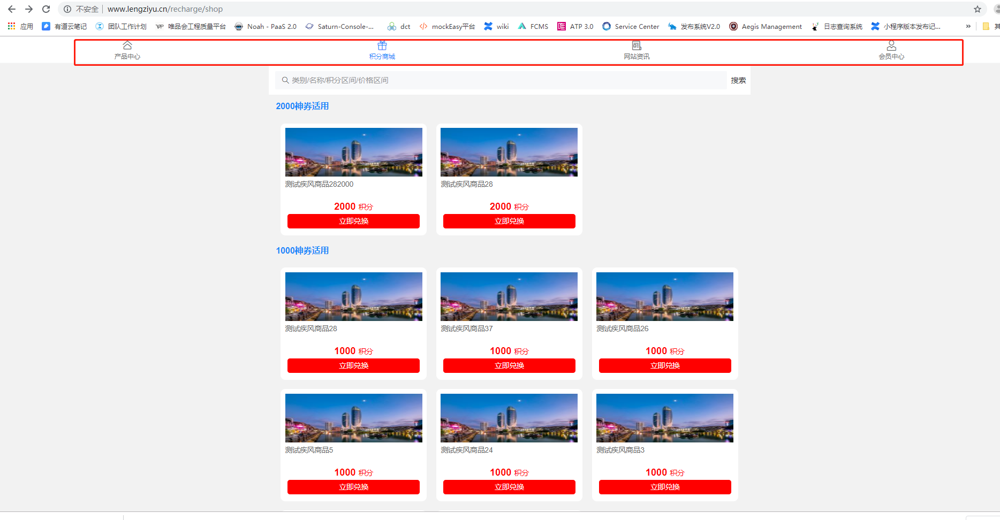 不安全 www.lengziyu.cn/recharge/shop
应用 有道云笔记 团队工作计划 VP 唯品会工程质量平台 Noah - PaaS 2.0 Saturn-Console-... dct mockEasy平台 wiki FCMS 唯 ATP 3.0 Service Center 发布系统V2.0 Aegis Management 日志查询系统 小程序版本发布记... »
产品中心 积分商城 网站资讯 会员中心
类别/名称/积分区间/价格区间 搜索
2000神券适用
测试疾风商品282000 测试疾风商品28
2000 积分 2000 积分
立即兑换 立即兑换
1000神券适用
测试疾风商品28 测试疾风商品37 测试疾风商品26
1000 积分 1000 积分 1000 积分
立即兑换 立即兑换 立即兑换
测试疾风商品5 测试疾风商品24 测试疾风商品3
1000 积分 1000 积分 1000 积分
立即兑换 立即兑换 立即兑换